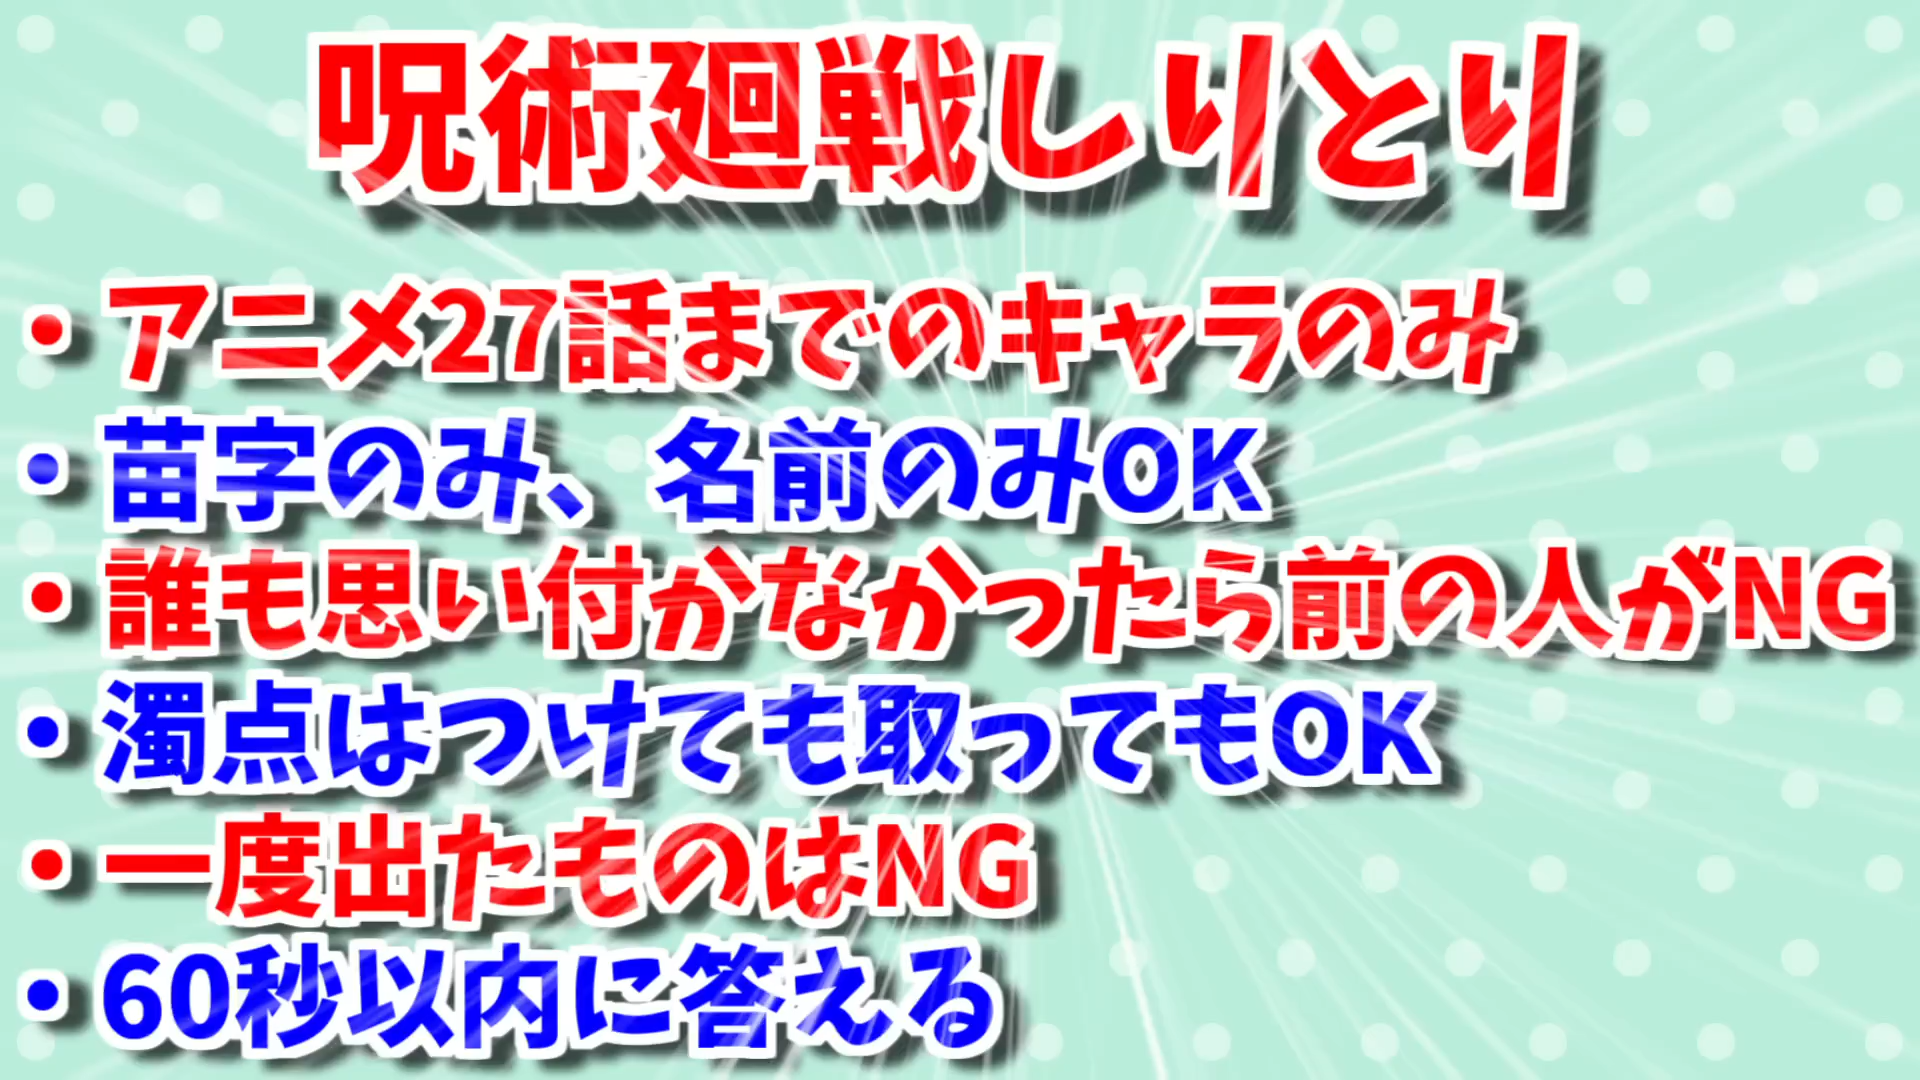 呪術廻戦しりとり
・アニメ27話までのキャラのみ
・苗字のみ、名前のみOK
・誰も思い付かなかったら前の人がNG
・濁点はつけても取ってもOK
・一度出たものはNG
・60秒以内に答える